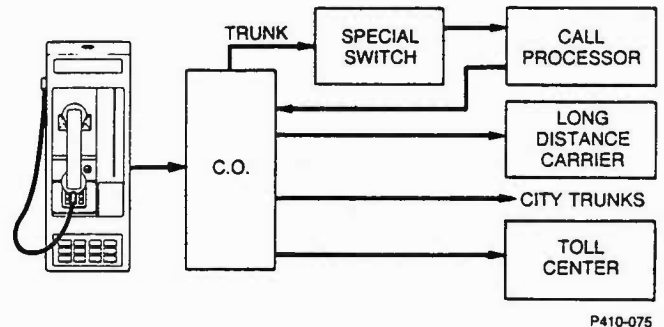 TRUNK
SPECIAL
SWITCH
CALL
PROCESSOR
C.O.
LONG
DISTANCE
CARRIER
CITY TRUNKS
TOLL
CENTER
P410-075